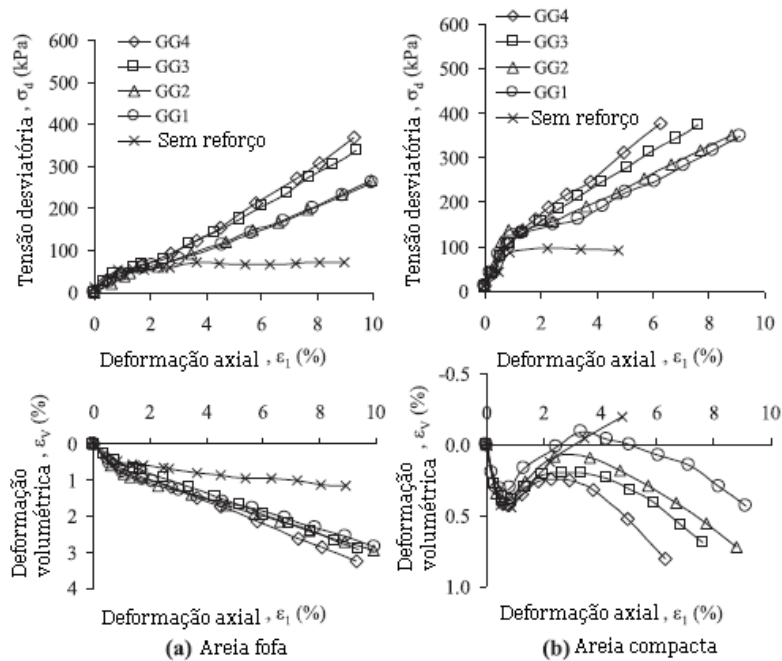 600
500
400
300
200
100
0
Tensão desviatória , σd (kPa)
GG4
GG3
GG2
GG1
Sem reforço
0 2 4 6 8 10
Deformação axial , ε1 (%)
600
500
400
300
200
100
0
Tensão desviatória, σd (kPa)
GG4
GG3
GG2
GG1
Sem reforço
0 2 4 6 8 10
Deformação axial , ε1 (%)
0 2 4 6 8 10
0
1
2
3
4
Deformação
volumétrica , εV (%)
Deformação axial , ε1 (%)
(a) Areia fofa
-0.5
0.0
0.5
1.0
0 2 4 6 8 10
Deformação
volumétrica , εV (%)
Deformação axial , ε1 (%)
(b) Areia compacta